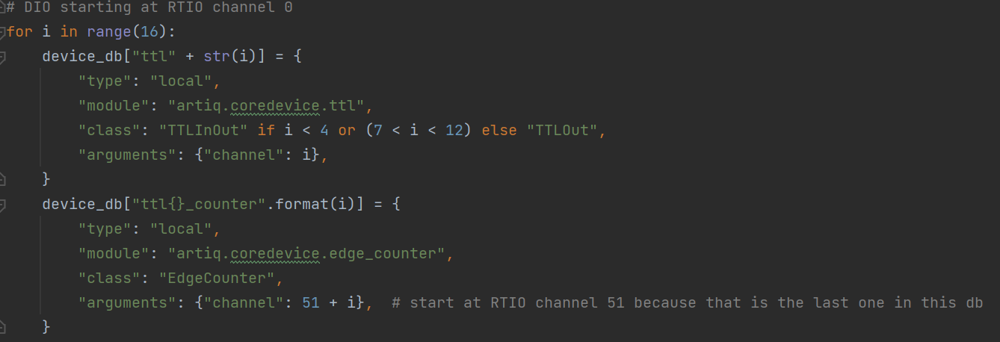 # DIO starting at RTIO channel 0
for i in range(16):
    device_db["ttl" + str(i)] = {
        "type": "local",
        "module": "artiq.coredevice.ttl",
        "class": "TTLInOut" if i < 4 or (7 < i < 12) else "TTLOut",
        "arguments": {"channel": i},
    }
    device_db["ttl{}_counter".format(i)] = {
        "type": "local",
        "module": "artiq.coredevice.edge_counter",
        "class": "EdgeCounter",
        "arguments": {"channel": 51 + i},  # start at RTIO channel 51 because that is the last one in this db
    }